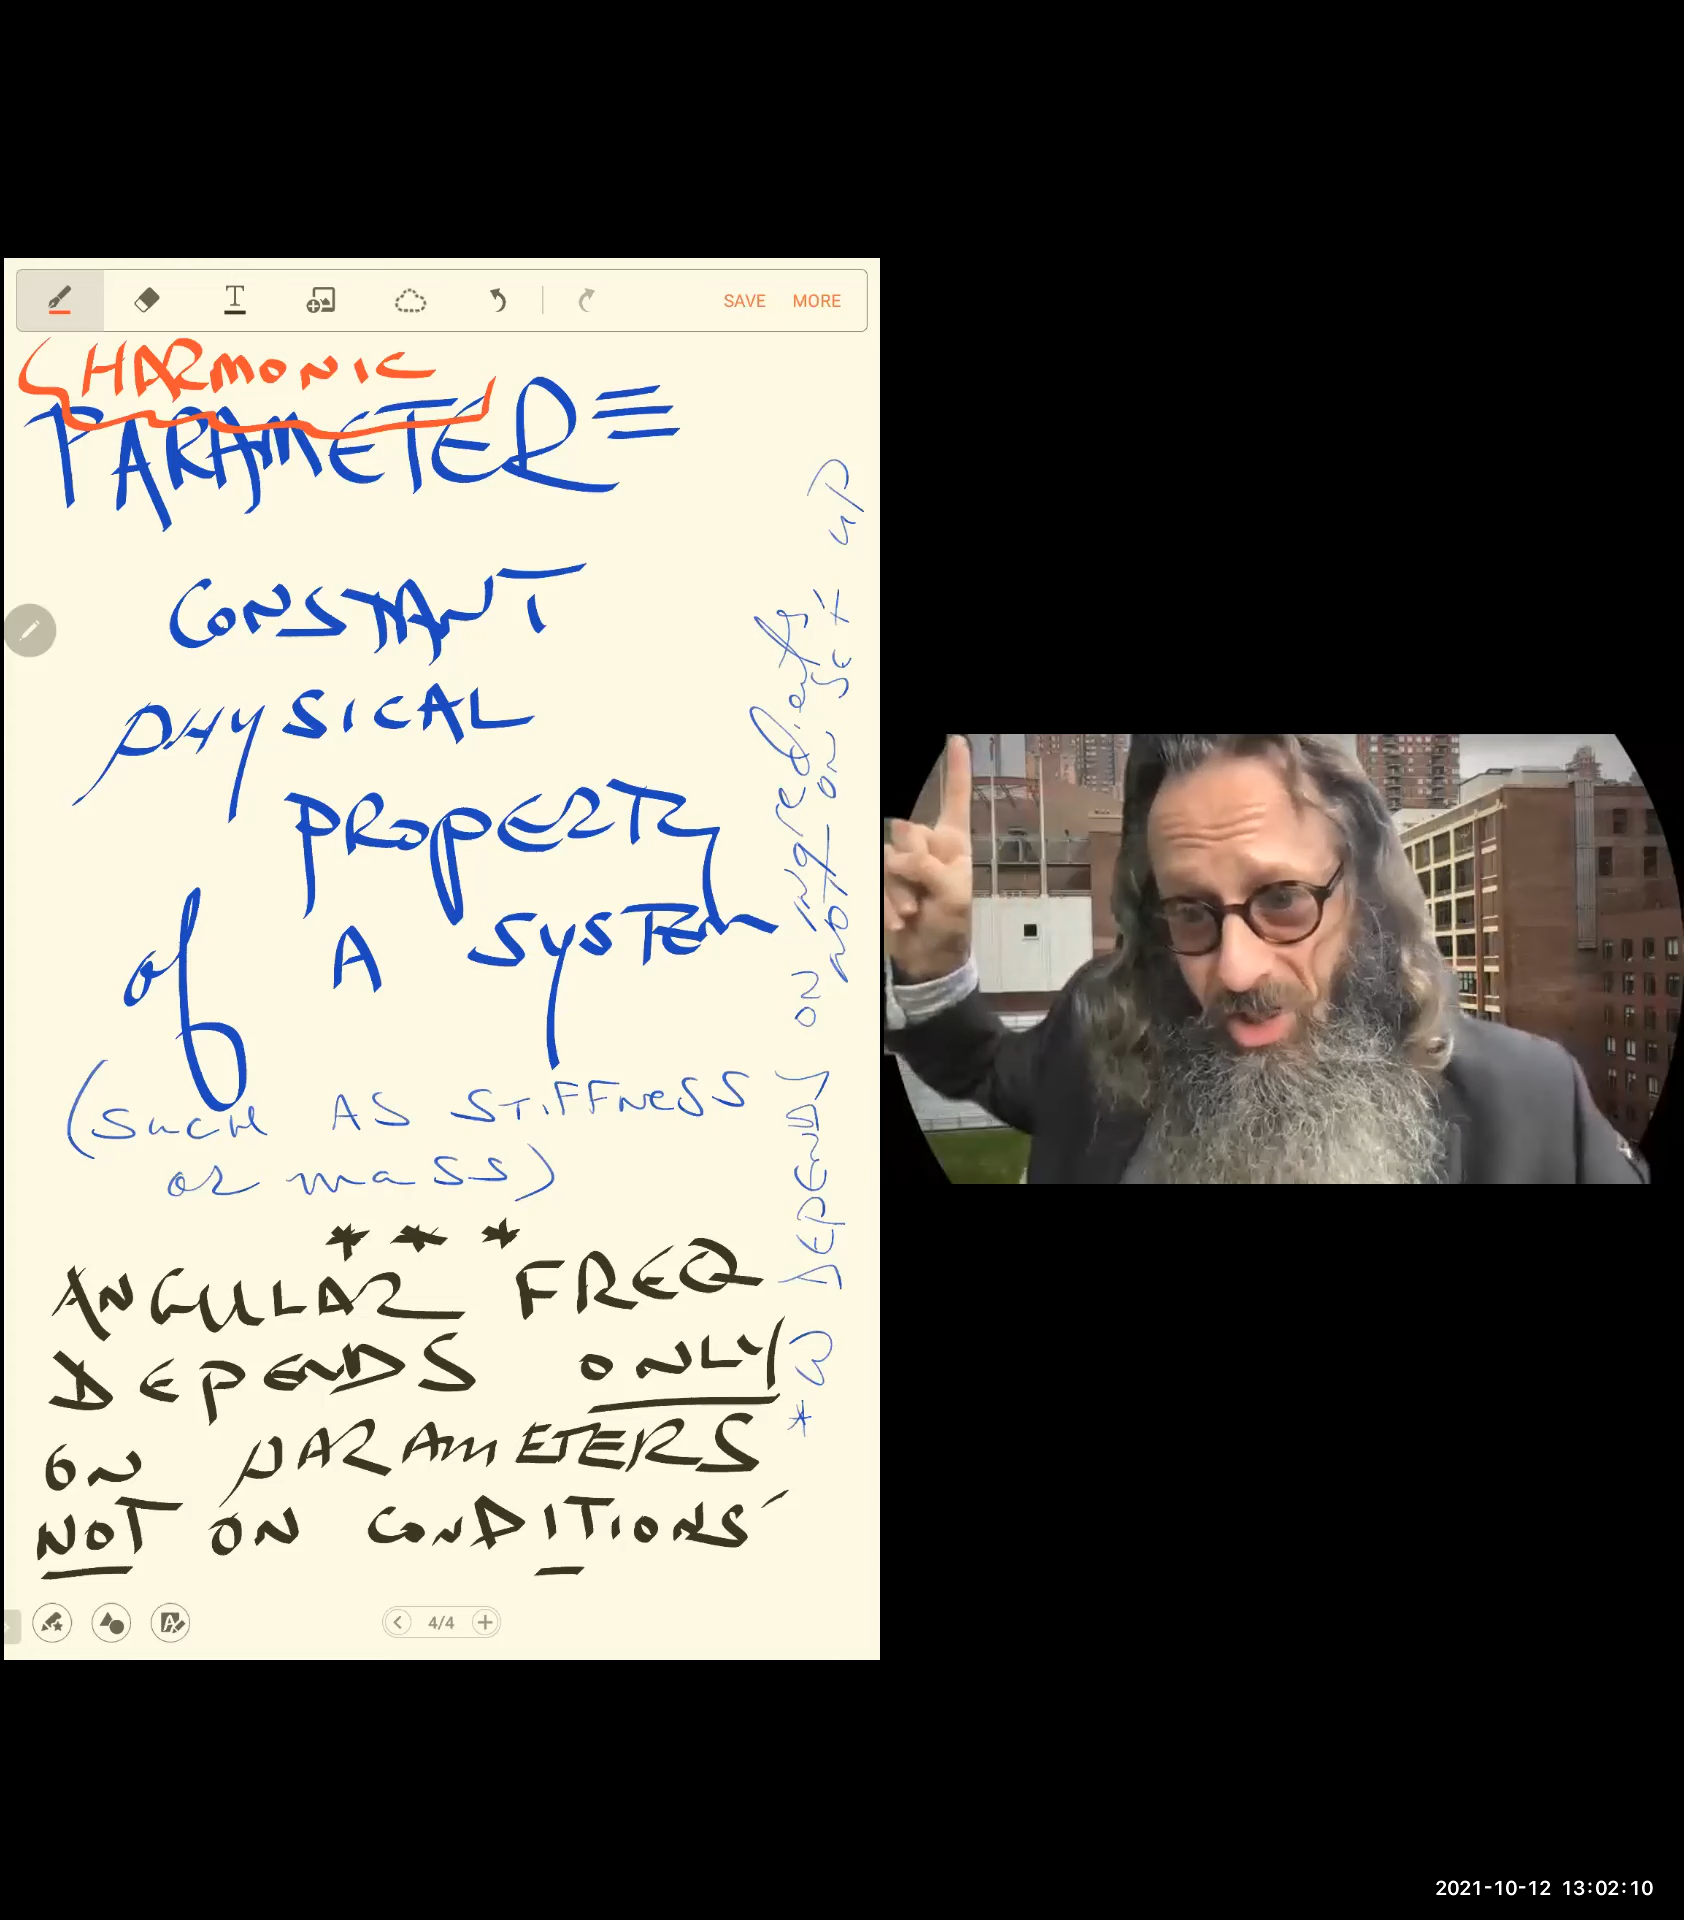 SAVE MORE
HARMONIC
PARAMETER ≡
CONSTANT
PHYSICAL
PROPERTY
of A SYSTEM
(SUCH AS STIFFNESS
OR MASS)
* * *
ANGULAR FREQ
DEPENDS ONLY
ON PARAMETERS
NOT ON CONDITIONS
* ω DEPENDS ON INgredients
NOT ON SET UP
4/4
2021-10-12 13:02:10